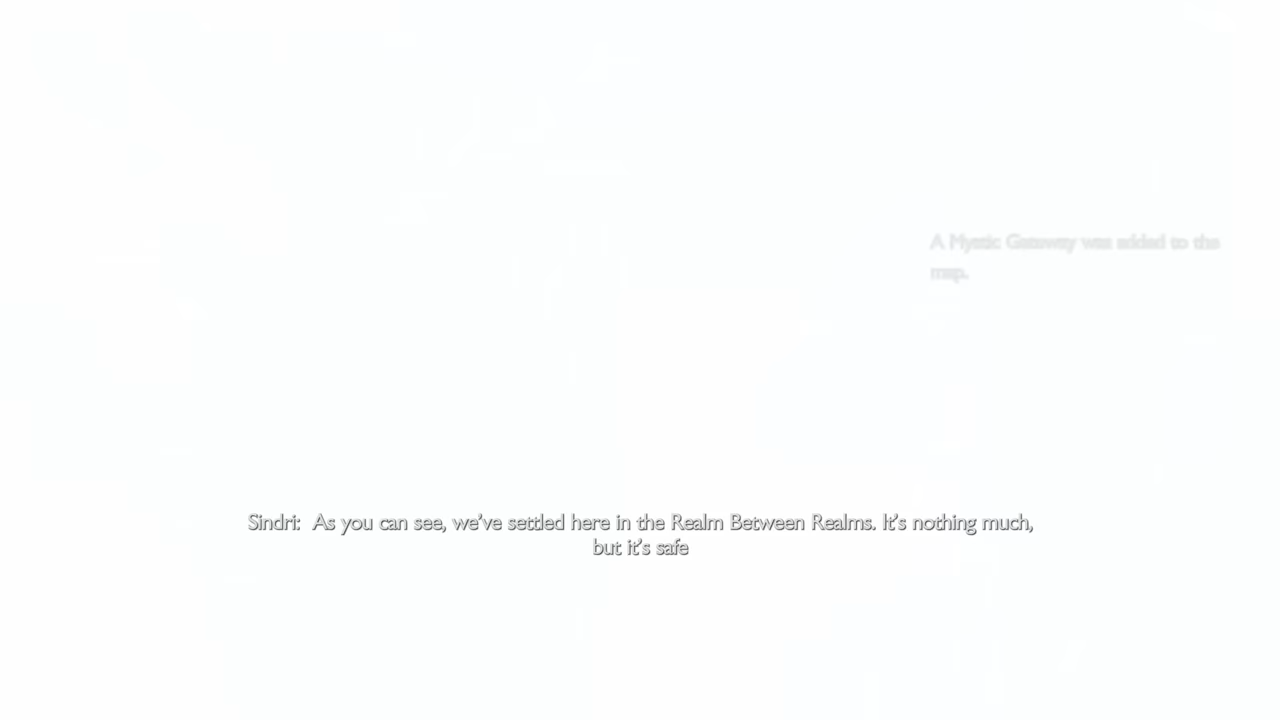 A Mystic Gateway was added to the
map.
Sindri:  As you can see, we've settled here in the Realm Between Realms. It's nothing much,
but it's safe